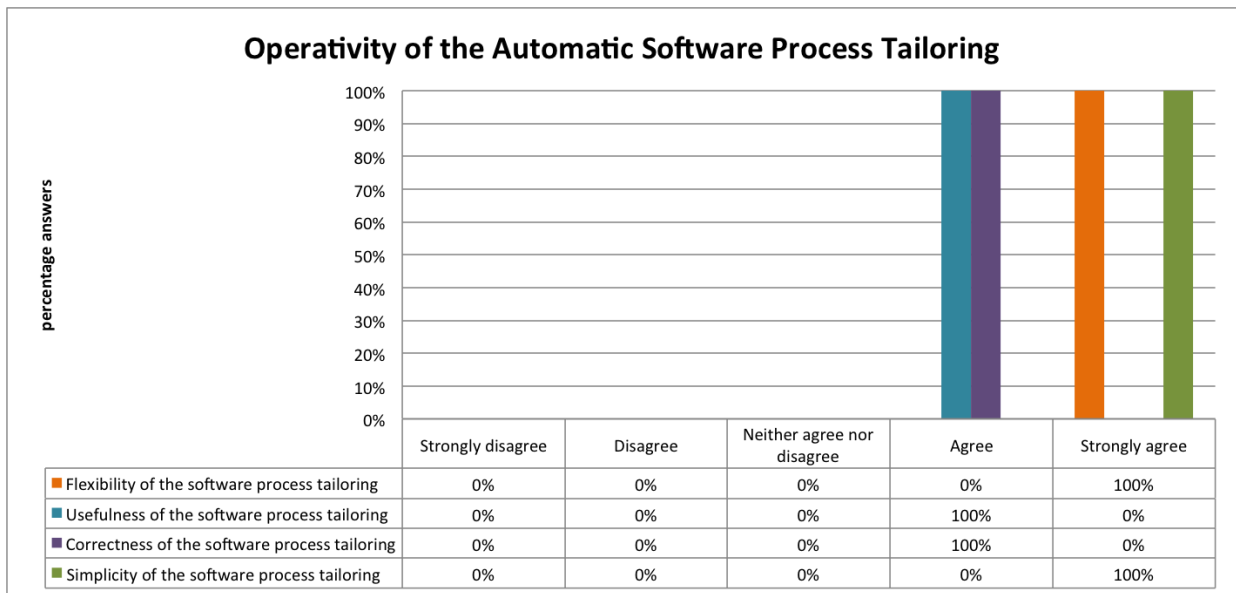 Operativity of the Automatic Software Process Tailoring
percentage answers
100%
90%
80%
70%
60%
50%
40%
30%
20%
10%
0%
Strongly disagree
Disagree
Neither agree nor
disagree
Agree
Strongly agree
Flexibility of the software process tailoring 0% 0% 0% 0% 100%
Usefulness of the software process tailoring 0% 0% 0% 100% 0%
Correctness of the software process tailoring 0% 0% 0% 100% 0%
Simplicity of the software process tailoring 0% 0% 0% 0% 100%